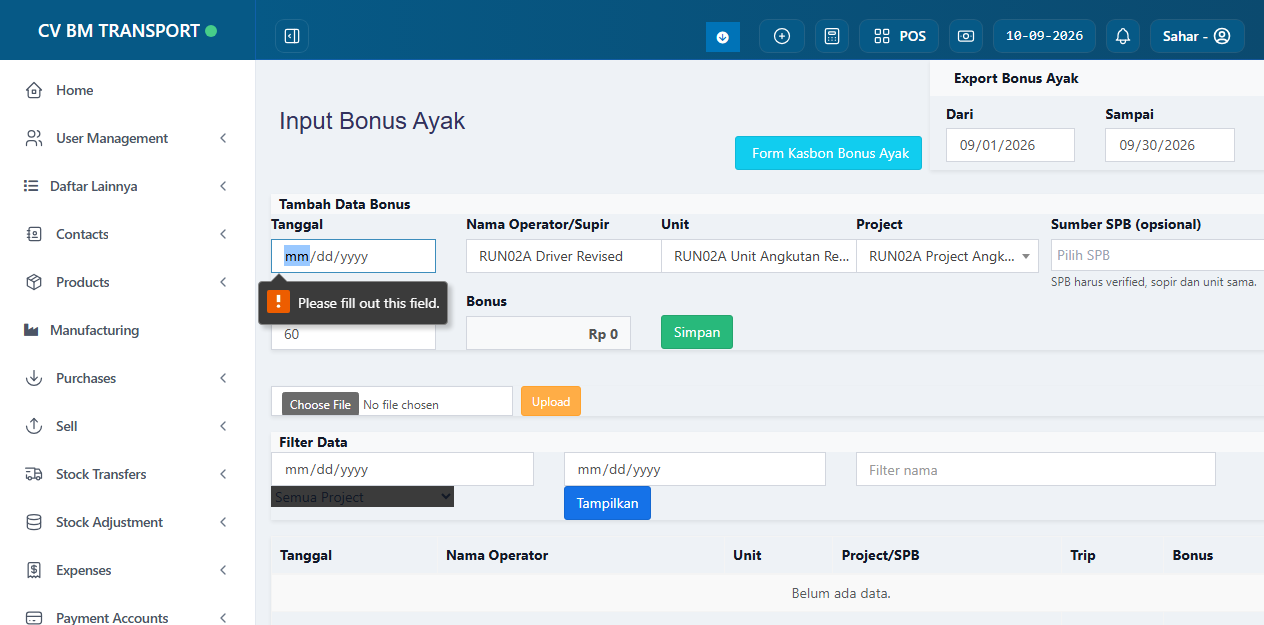 CV BM TRANSPORT
POS
10-09-2026
Sahar -
Home
User Management
Daftar Lainnya
Contacts
Products
Manufacturing
Purchases
Sell
Stock Transfers
Stock Adjustment
Expenses
Payment Accounts
Input Bonus Ayak
Form Kasbon Bonus Ayak
Export Bonus Ayak
Dari
Sampai
09/01/2026
09/30/2026
Tambah Data Bonus
Tanggal
Nama Operator/Supir
Unit
Project
Sumber SPB (opsional)
mm/dd/yyyy
RUN02A Driver Revised
RUN02A Unit Angkutan Re...
RUN02A Project Angk...
Pilih SPB
SPB harus verified, sopir dan unit sama.
! Please fill out this field.
Bonus
60
Rp 0
Simpan
Choose File No file chosen
Upload
Filter Data
mm/dd/yyyy
mm/dd/yyyy
Filter nama
Semua Project
Tampilkan
Tanggal
Nama Operator
Unit
Project/SPB
Trip
Bonus
Belum ada data.